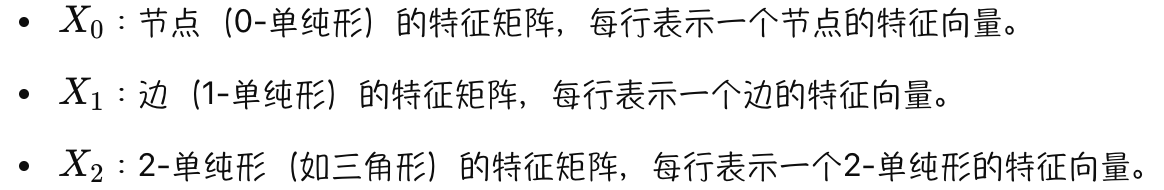 • X₀：节点（0-单纯形）的特征矩阵，每行表示一个节点的特征向量。
• X₁：边（1-单纯形）的特征矩阵，每行表示一个边的特征向量。
• X₂：2-单纯形（如三角形）的特征矩阵，每行表示一个2-单纯形的特征向量。